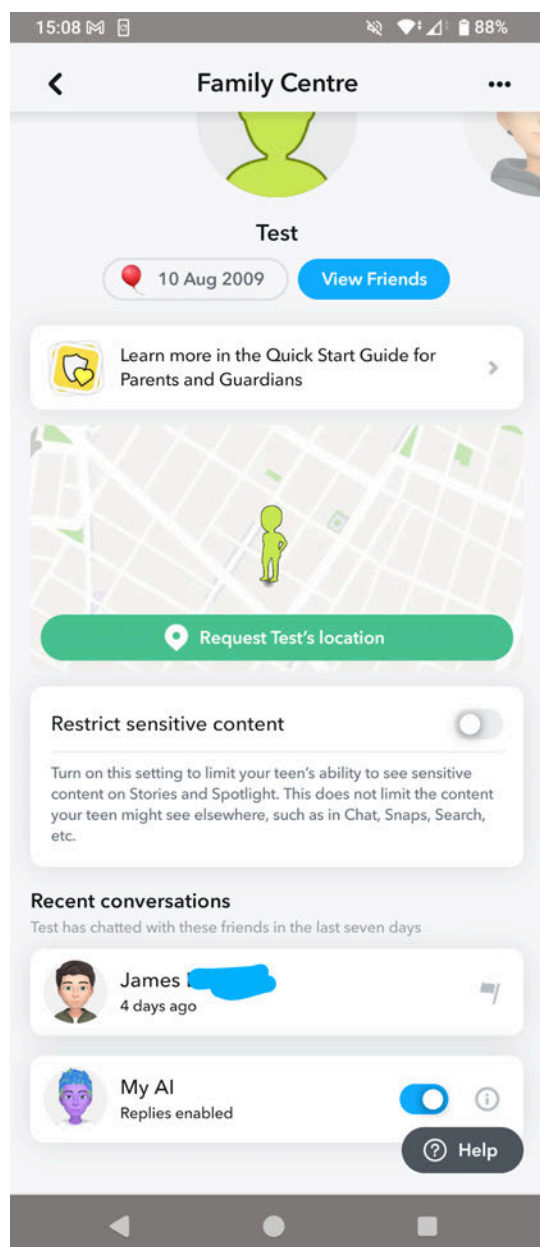 15:08 88%
Family Centre
Test
10 Aug 2009 View Friends
Learn more in the Quick Start Guide for
Parents and Guardians
Request Test's location
Restrict sensitive content
Turn on this setting to limit your teen's ability to see sensitive
content on Stories and Spotlight. This does not limit the content
your teen might see elsewhere, such as in Chat, Snaps, Search,
etc.
Recent conversations
Test has chatted with these friends in the last seven days
James
4 days ago
My AI
Replies enabled
Help